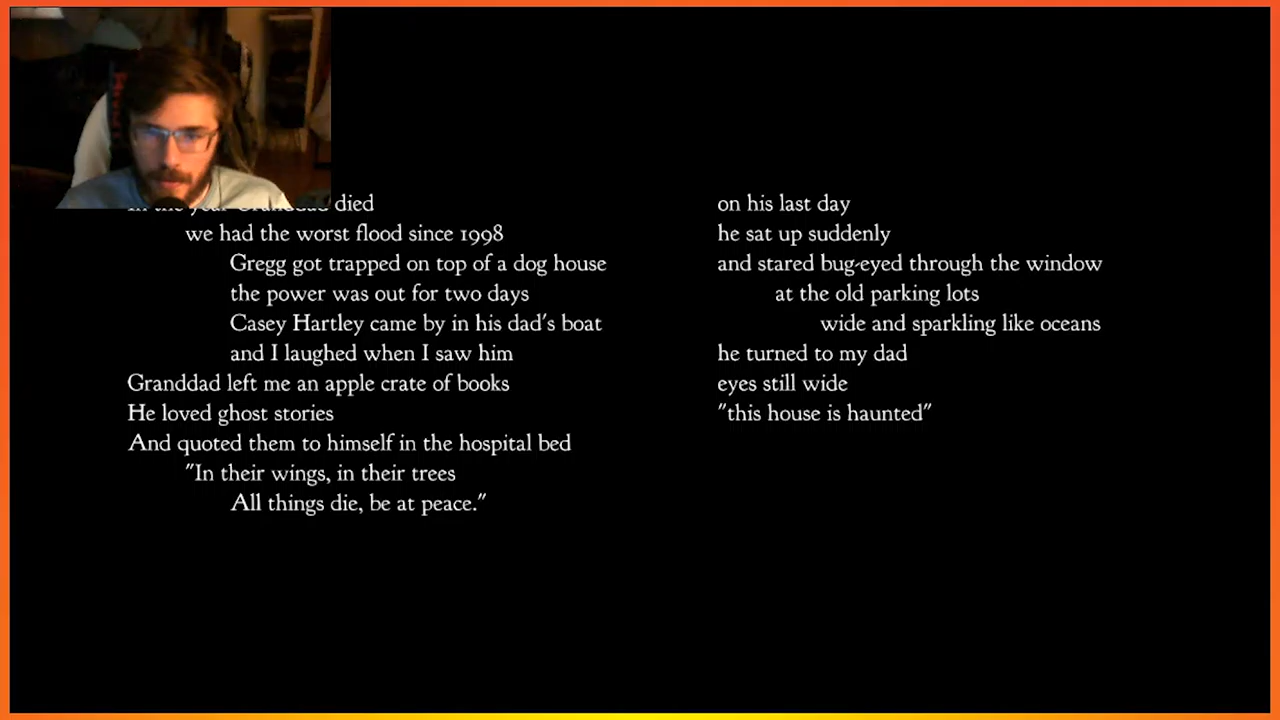 In the year Granddad died
we had the worst flood since 1998
Gregg got trapped on top of a dog house
the power was out for two days
Casey Hartley came by in his dad's boat
and I laughed when I saw him
Granddad left me an apple crate of books
He loved ghost stories
And quoted them to himself in the hospital bed
"In their wings, in their trees
All things die, be at peace."
on his last day
he sat up suddenly
and stared bug-eyed through the window
at the old parking lots
wide and sparkling like oceans
he turned to my dad
eyes still wide
"this house is haunted"